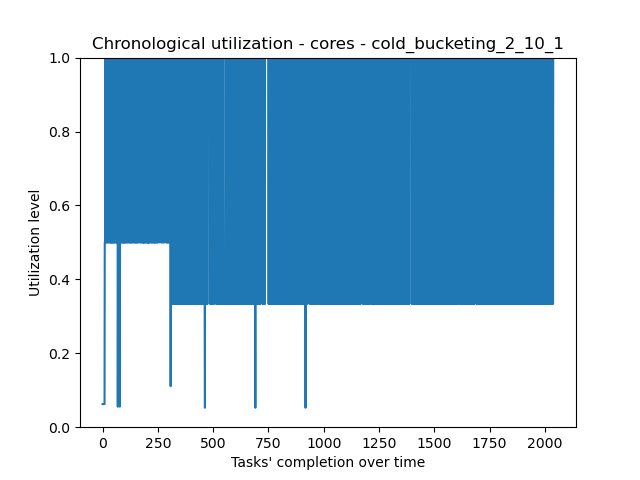 Chronological utilization - cores - cold_bucketing_2_10_1
1.0
0.8
0.6
0.4
0.2
0.0
Utilization level
0 250 500 750 1000 1250 1500 1750 2000
Tasks' completion over time